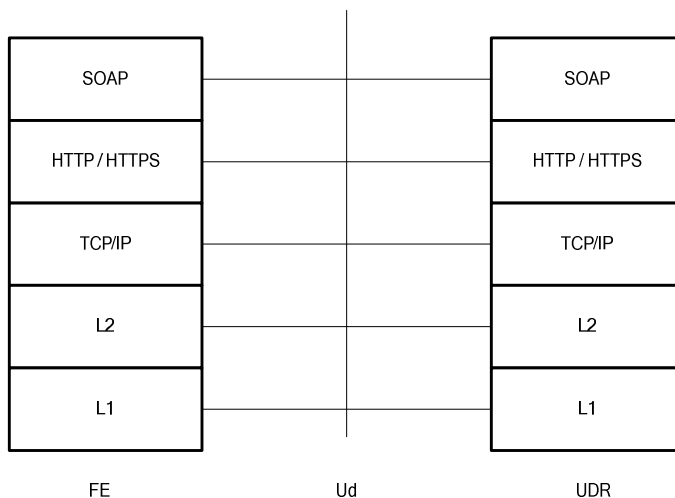 SOAP SOAP
HTTP / HTTPS HTTP / HTTPS
TCP/IP TCP/IP
L2 L2
L1 L1
FE Ud UDR